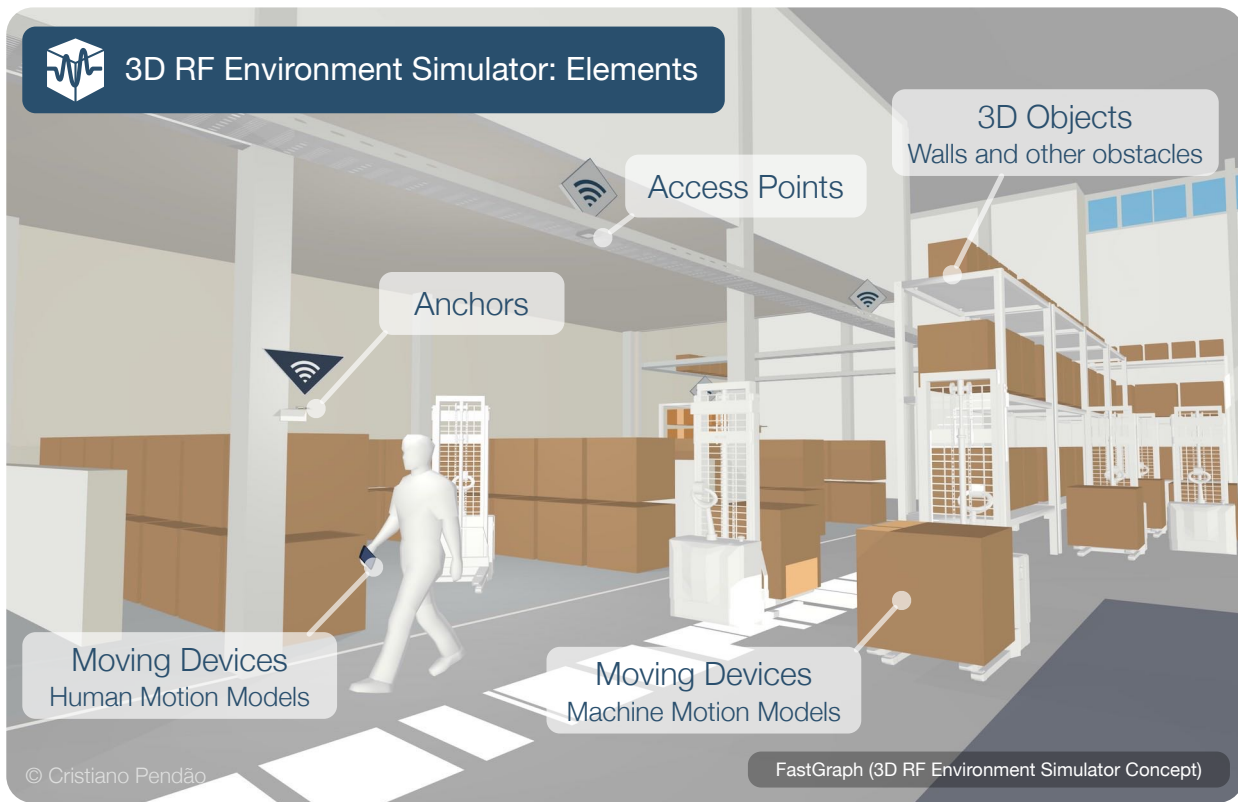 3D RF Environment Simulator: Elements
3D Objects
Walls and other obstacles
Access Points
Anchors
Moving Devices
Human Motion Models
Moving Devices
Machine Motion Models
© Cristiano Pendão
FastGraph (3D RF Environment Simulator Concept)